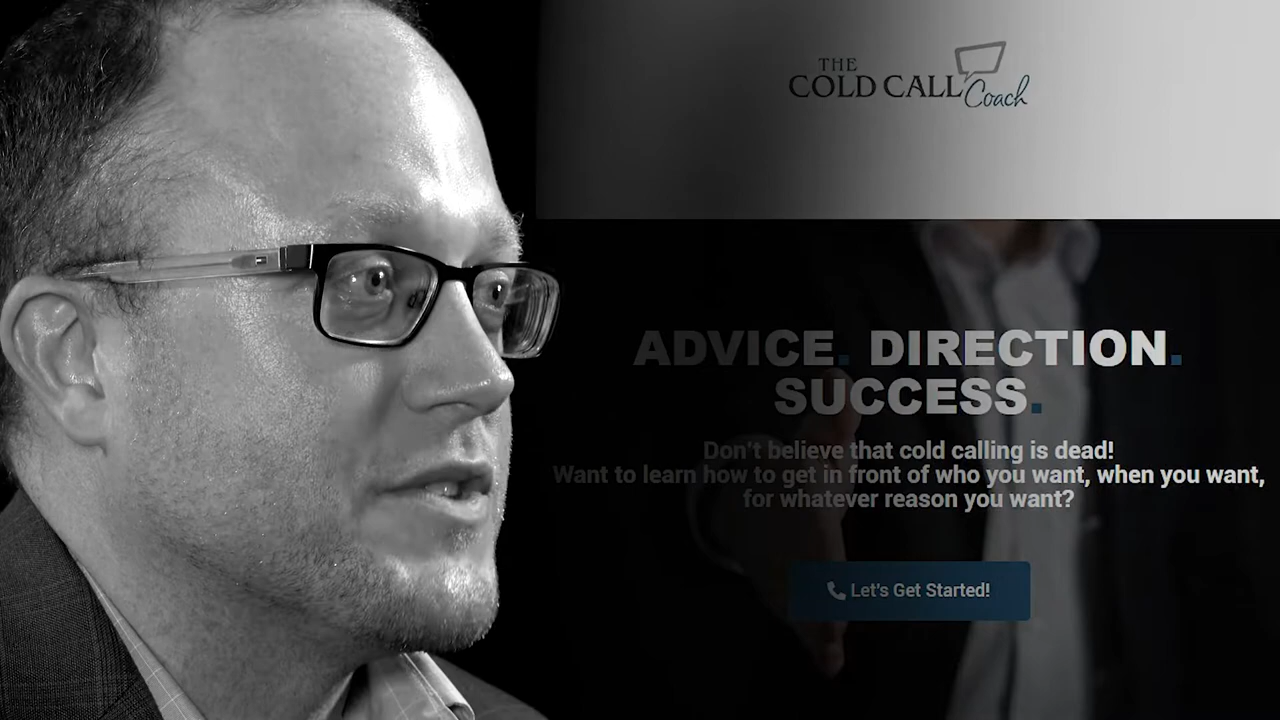 THE
COLD CALL
Coach
ADVICE. DIRECTION.
SUCCESS.
Don't believe that cold calling is dead!
Want to learn how to get in front of who you want, when you want,
for whatever reason you want?
Let's Get Started!